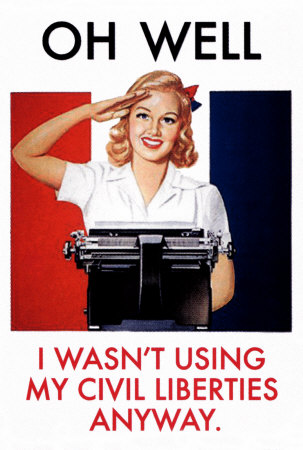 OH WELL
I WASN'T USING
MY CIVIL LIBERTIES
ANYWAY.